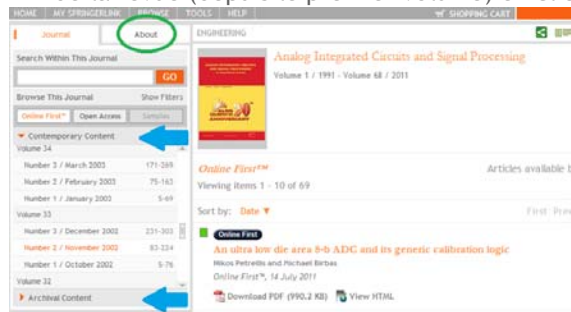 HOME | MY SPRINGERLINK | BROWSE | TOOLS | HELP
SHOPPING CART
Journal
About
Search Within This Journal
GO
Browse This Journal
Show Filters
Online First™
Open Access
Samples
Contemporary Content
Volume 34
Number 3 / March 2003 171-269
Number 2 / February 2003 75-163
Number 1 / January 2003 5-69
Volume 33
Number 3 / December 2002 231-303
Number 2 / November 2002 83-224
Number 1 / October 2002 5-76
Volume 32
Archival Content
ENGINEERING
Analog Integrated Circuits and Signal Processing
Volume 1 / 1991 - Volume 68 / 2011
Online First™
Articles available
Viewing items 1 - 10 of 69
Sort by: Date ▼
First
Online First
An ultra low die area 8-b ADC and its generic calibration logic
Nikos Petrellis and Michael Birbas
Online First™, 14 July 2011
Download PDF (990.2 KB)
View HTML